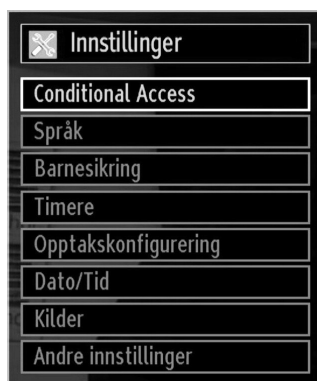 Innstillinger
Conditional Access
Språk
Barnesikring
Timere
Opptakskonfigurering
Dato/Tid
Kilder
Andre innstillinger